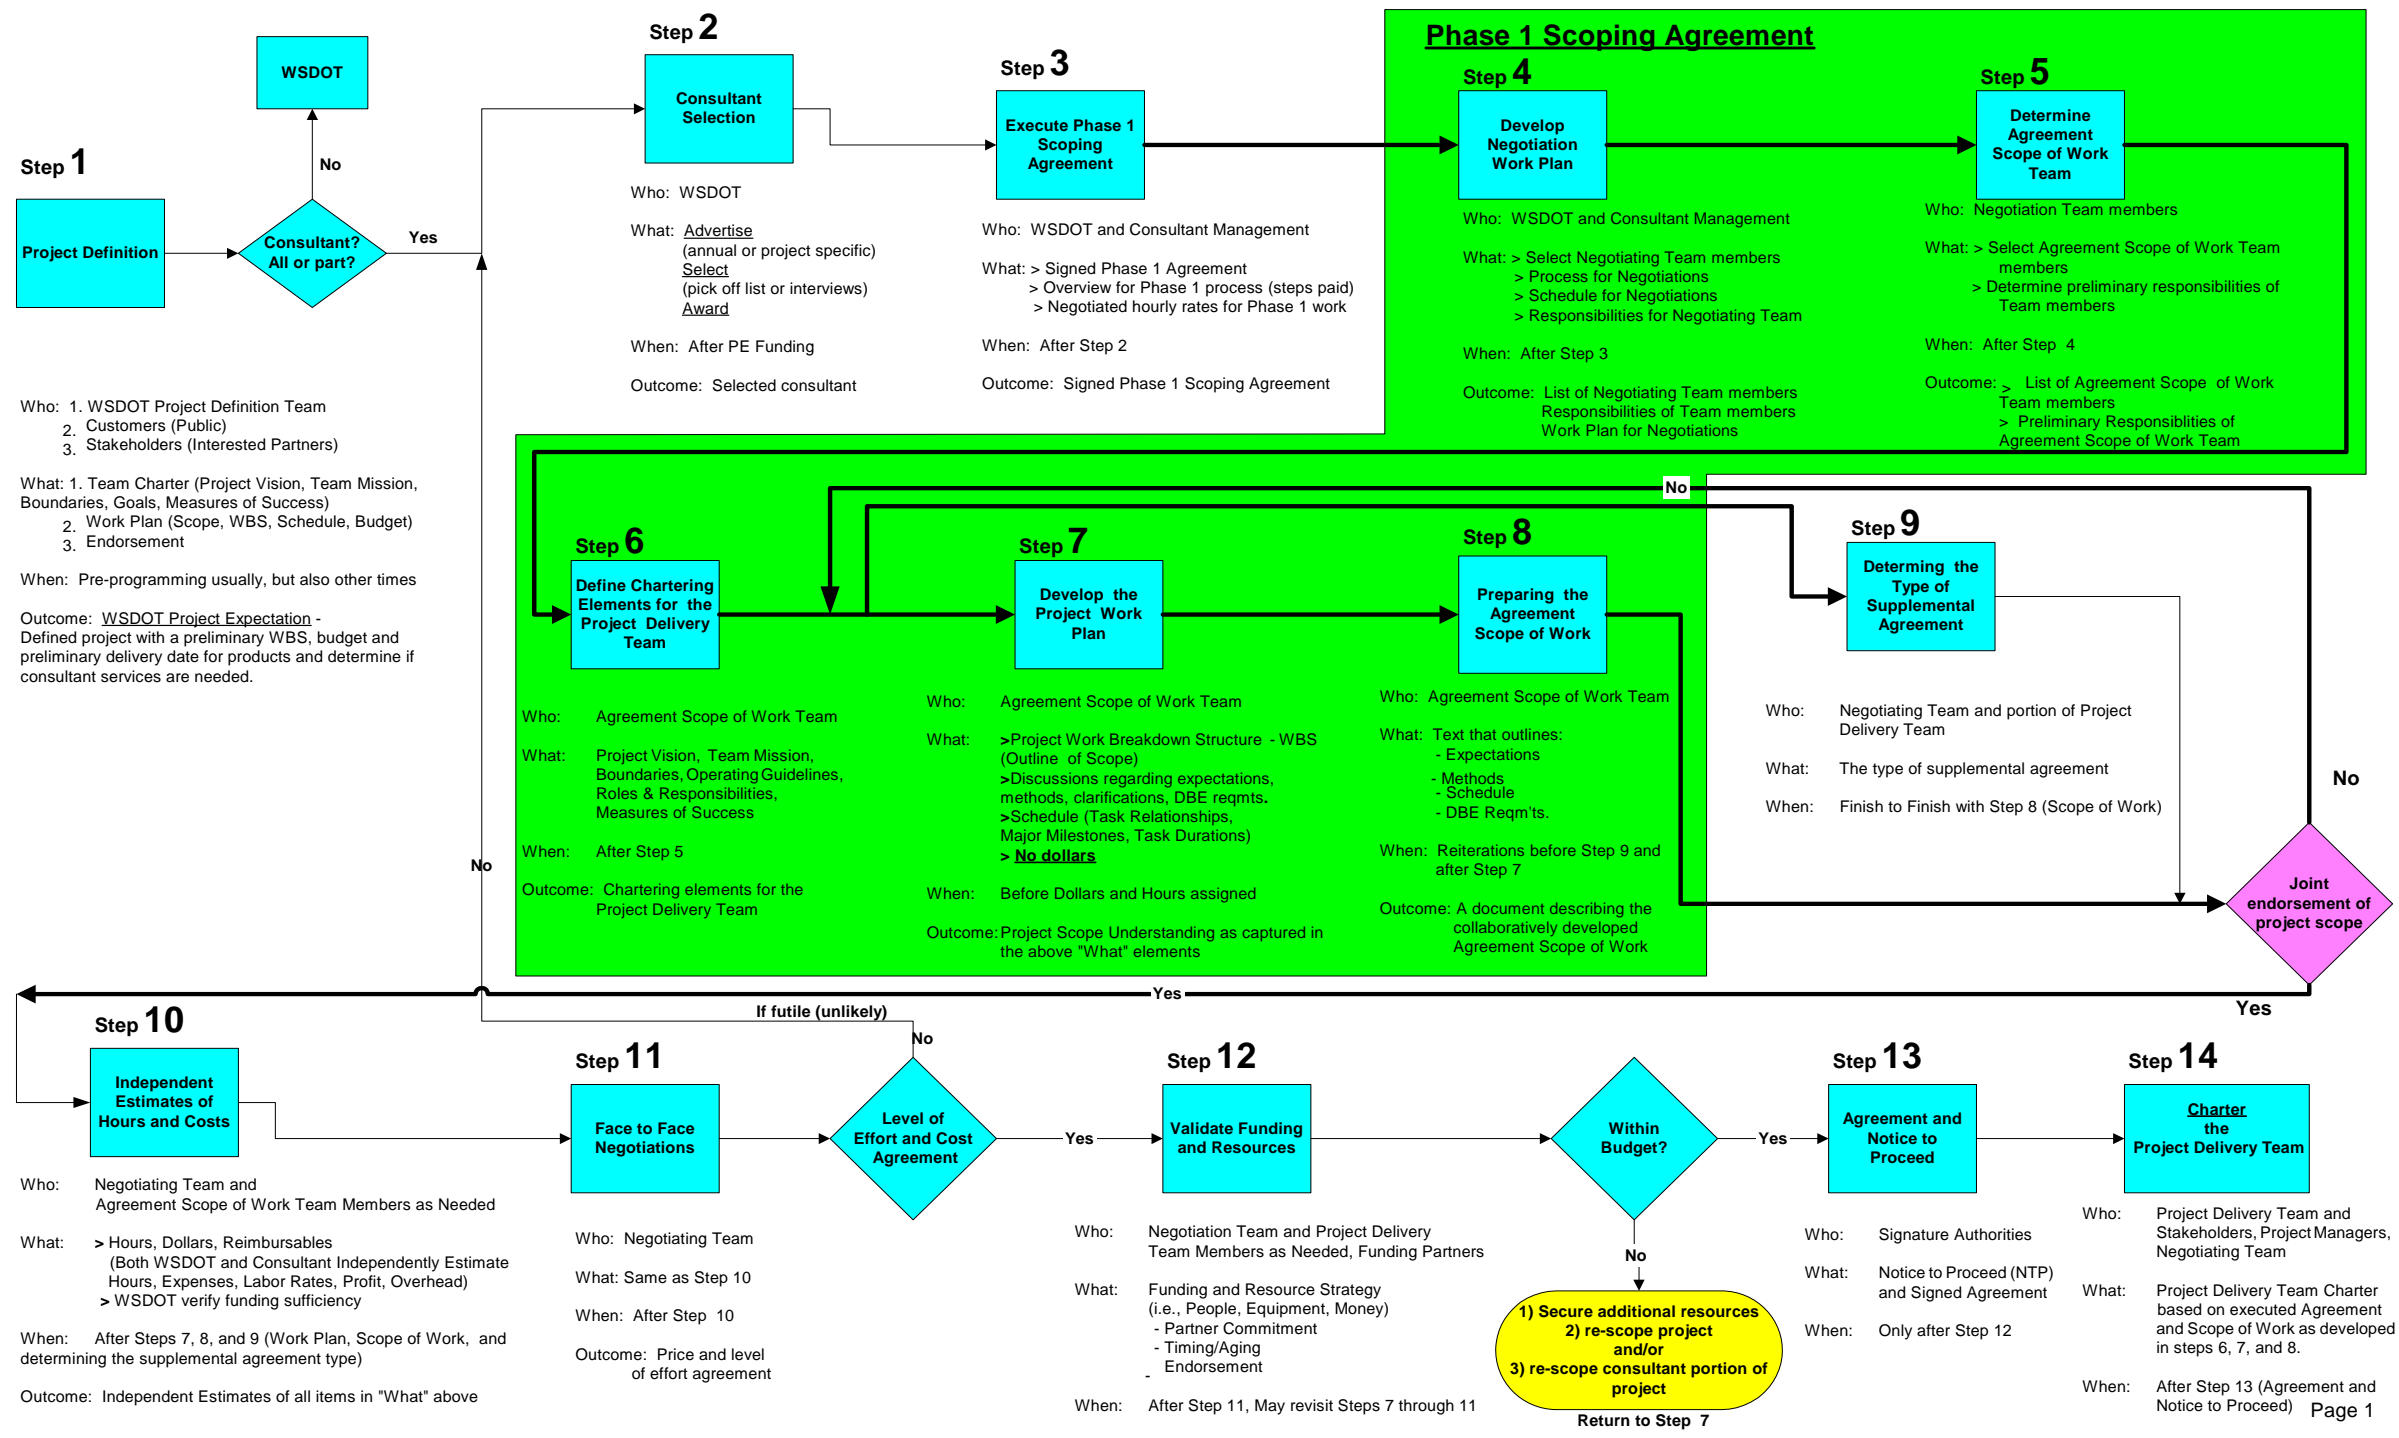 Phase 1 Scoping Agreement
Step 1
Project Definition
Who: 1. WSDOT Project Definition Team
2. Customers (Public)
3. Stakeholders (Interested Partners)
What: 1. Team Charter (Project Vision, Team Mission,
Boundaries, Goals, Measures of Success)
2. Work Plan (Scope, WBS, Schedule, Budget)
3. Endorsement
When: Pre-programming usually, but also other times
Outcome: WSDOT Project Expectation -
Defined project with a preliminary WBS, budget and
preliminary delivery date for products and determine if
consultant services are needed.
WSDOT
No
Consultant?
All or part?
Yes
Step 2
Consultant
Selection
Who: WSDOT
What: Advertise
(annual or project specific)
Select
(pick off list or interviews)
Award
When: After PE Funding
Outcome: Selected consultant
Step 3
Execute Phase 1
Scoping
Agreement
Who: WSDOT and Consultant Management
What: > Signed Phase 1 Agreement
> Overview for Phase 1 process (steps paid)
> Negotiated hourly rates for Phase 1 work
When: After Step 2
Outcome: Signed Phase 1 Scoping Agreement
Step 4
Develop
Negotiation
Work Plan
Who: WSDOT and Consultant Management
What: > Select Negotiating Team members
> Process for Negotiations
> Schedule for Negotiations
> Responsibilities for Negotiating Team
When: After Step 3
Outcome: List of Negotiating Team members
Responsibilities of Team members
Work Plan for Negotiations
Step 5
Determine
Agreement
Scope of Work
Team
Who: Negotiation Team members
What: > Select Agreement Scope of Work Team
members
> Determine preliminary responsibilities of
Team members
When: After Step 4
Outcome: > List of Agreement Scope of Work
Team members
> Preliminary Responsiblities of
Agreement Scope of Work Team
No
Step 6
Define Chartering
Elements for the
Project Delivery
Team
Who: Agreement Scope of Work Team
What: Project Vision, Team Mission,
Boundaries, Operating Guidelines,
Roles & Responsibilities,
Measures of Success
When: After Step 5
Outcome: Chartering elements for the
Project Delivery Team
Step 7
Develop the
Project Work
Plan
Who: Agreement Scope of Work Team
What: >Project Work Breakdown Structure - WBS
(Outline of Scope)
>Discussions regarding expectations,
methods, clarifications, DBE reqmts.
>Schedule (Task Relationships,
Major Milestones, Task Durations)
> No dollars
When: Before Dollars and Hours assigned
Outcome: Project Scope Understanding as captured in
the above "What" elements
Step 8
Preparing the
Agreement
Scope of Work
Who: Agreement Scope of Work Team
What: Text that outlines:
- Expectations
- Methods
- Schedule
- DBE Reqm'ts.
When: Reiterations before Step 9 and
after Step 7
Outcome: A document describing the
collaboratively developed
Agreement Scope of Work
Step 9
Determing the
Type of
Supplemental
Agreement
Who: Negotiating Team and portion of Project
Delivery Team
What: The type of supplemental agreement
When: Finish to Finish with Step 8 (Scope of Work)
No
Joint
endorsement of
project scope
Yes
Yes
No
If futile (unlikely)
No
Step 10
Independent
Estimates of
Hours and Costs
Who: Negotiating Team and
Agreement Scope of Work Team Members as Needed
What: > Hours, Dollars, Reimbursables
(Both WSDOT and Consultant Independently Estimate
Hours, Expenses, Labor Rates, Profit, Overhead)
> WSDOT verify funding sufficiency
When: After Steps 7, 8, and 9 (Work Plan, Scope of Work, and
determining the supplemental agreement type)
Outcome: Independent Estimates of all items in "What" above
Step 11
Face to Face
Negotiations
Who: Negotiating Team
What: Same as Step 10
When: After Step 10
Outcome: Price and level
of effort agreement
Level of
Effort and Cost
Agreement
Yes
Step 12
Validate Funding
and Resources
Who: Negotiation Team and Project Delivery
Team Members as Needed, Funding Partners
What: Funding and Resource Strategy
(i.e., People, Equipment, Money)
- Partner Commitment
- Timing/Aging
- Endorsement
When: After Step 11, May revisit Steps 7 through 11
Within
Budget?
Yes
No
1) Secure additional resources
2) re-scope project
and/or
3) re-scope consultant portion of
project
Return to Step 7
Step 13
Agreement and
Notice to
Proceed
Who: Signature Authorities
What: Notice to Proceed (NTP)
and Signed Agreement
When: Only after Step 12
Step 14
Charter
the
Project Delivery Team
Who: Project Delivery Team and
Stakeholders, Project Managers,
Negotiating Team
What: Project Delivery Team Charter
based on executed Agreement
and Scope of Work as developed
in steps 6, 7, and 8.
When: After Step 13 (Agreement and
Notice to Proceed)
Page 1